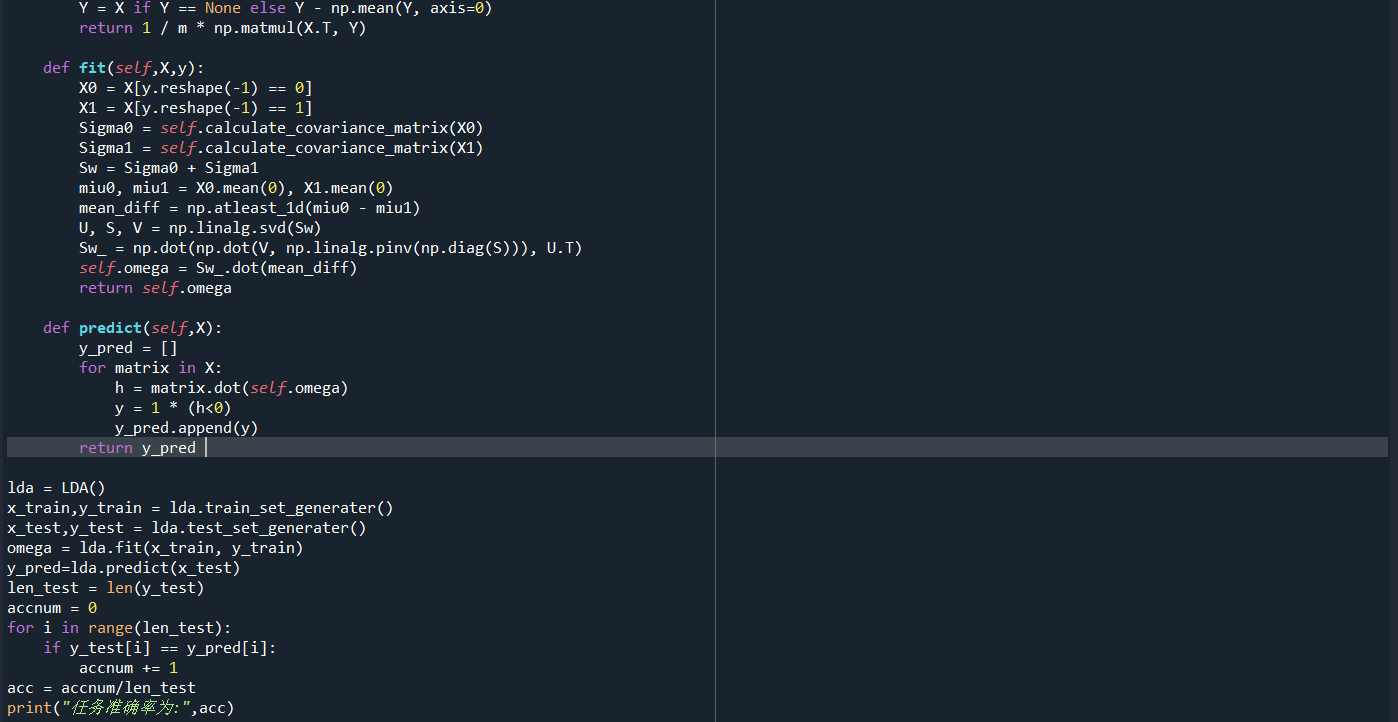 Y = X if Y == None else Y - np.mean(Y, axis=0)
return 1 / m * np.matmul(X.T, Y)
def fit(self,X,y):
X0 = X[y.reshape(-1) == 0]
X1 = X[y.reshape(-1) == 1]
Sigma0 = self.calculate_covariance_matrix(X0)
Sigma1 = self.calculate_covariance_matrix(X1)
Sw = Sigma0 + Sigma1
miu0, miu1 = X0.mean(0), X1.mean(0)
mean_diff = np.atleast_1d(miu0 - miu1)
U, S, V = np.linalg.svd(Sw)
Sw_ = np.dot(np.dot(V, np.linalg.pinv(np.diag(S))), U.T)
self.omega = Sw_.dot(mean_diff)
return self.omega
def predict(self,X):
y_pred = []
for matrix in X:
h = matrix.dot(self.omega)
y = 1 * (h<0)
y_pred.append(y)
return y_pred
lda = LDA()
x_train,y_train = lda.train_set_generater()
x_test,y_test = lda.test_set_generater()
omega = lda.fit(x_train, y_train)
y_pred=lda.predict(x_test)
len_test = len(y_test)
accnum = 0
for i in range(len_test):
if y_test[i] == y_pred[i]:
accnum += 1
acc = accnum/len_test
print("任务准确率为:",acc)